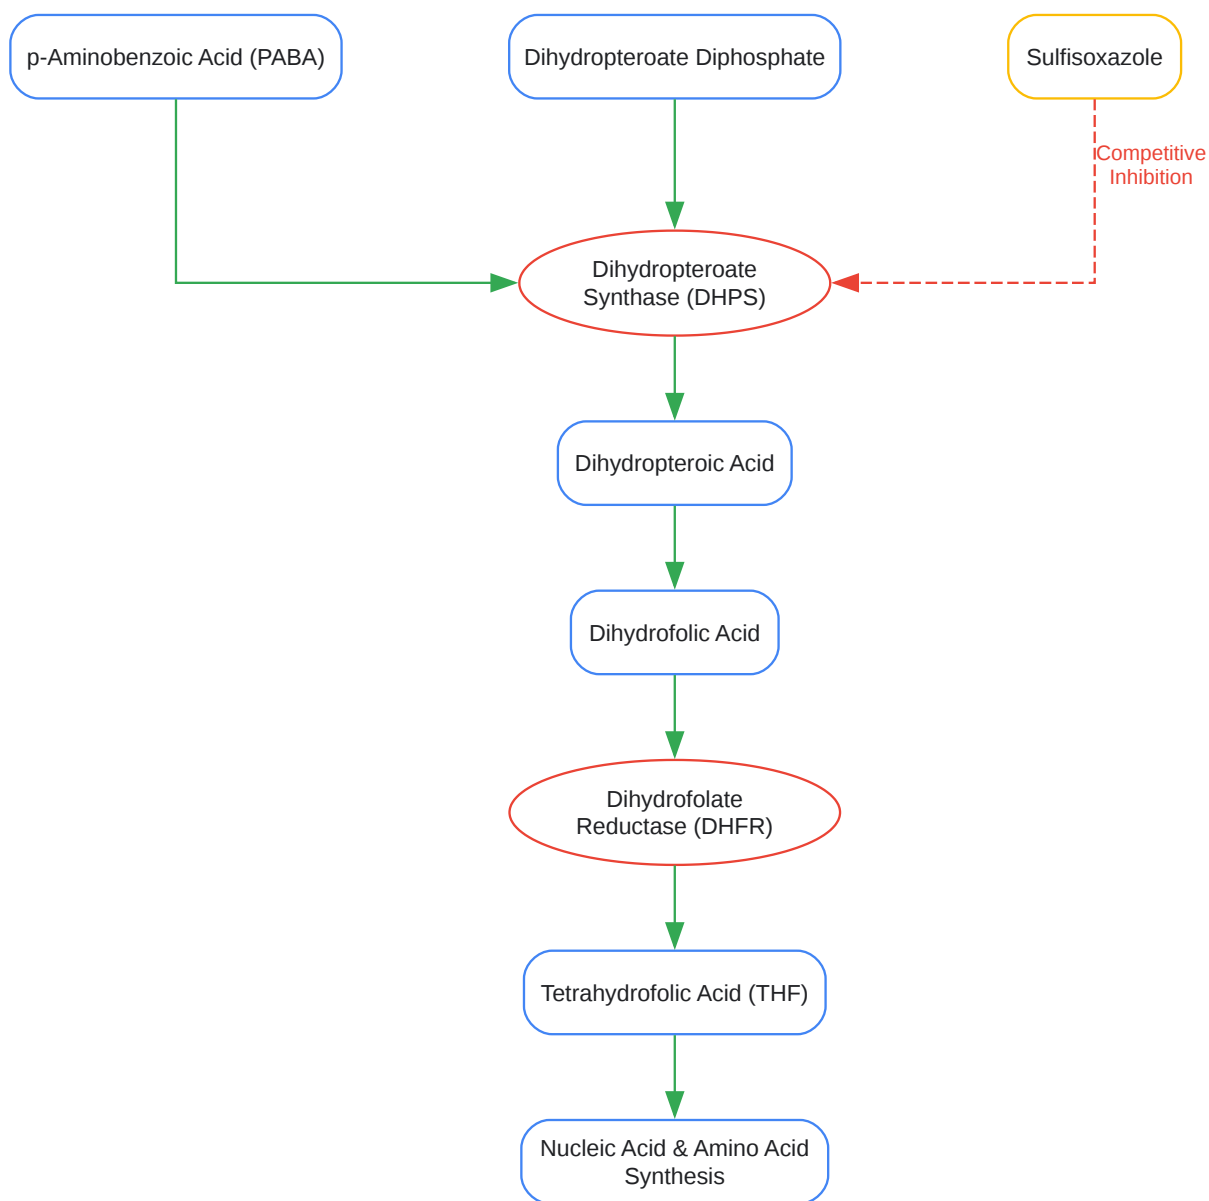 p-Aminobenzoic Acid (PABA)
Dihydropteroate Diphosphate
Sulfisoxazole
Competitive
Inhibition
Dihydropteroate
Synthase (DHPS)
Dihydropteroic Acid
Dihydrofolic Acid
Dihydrofolate
Reductase (DHFR)
Tetrahydrofolic Acid (THF)
Nucleic Acid & Amino Acid
Synthesis